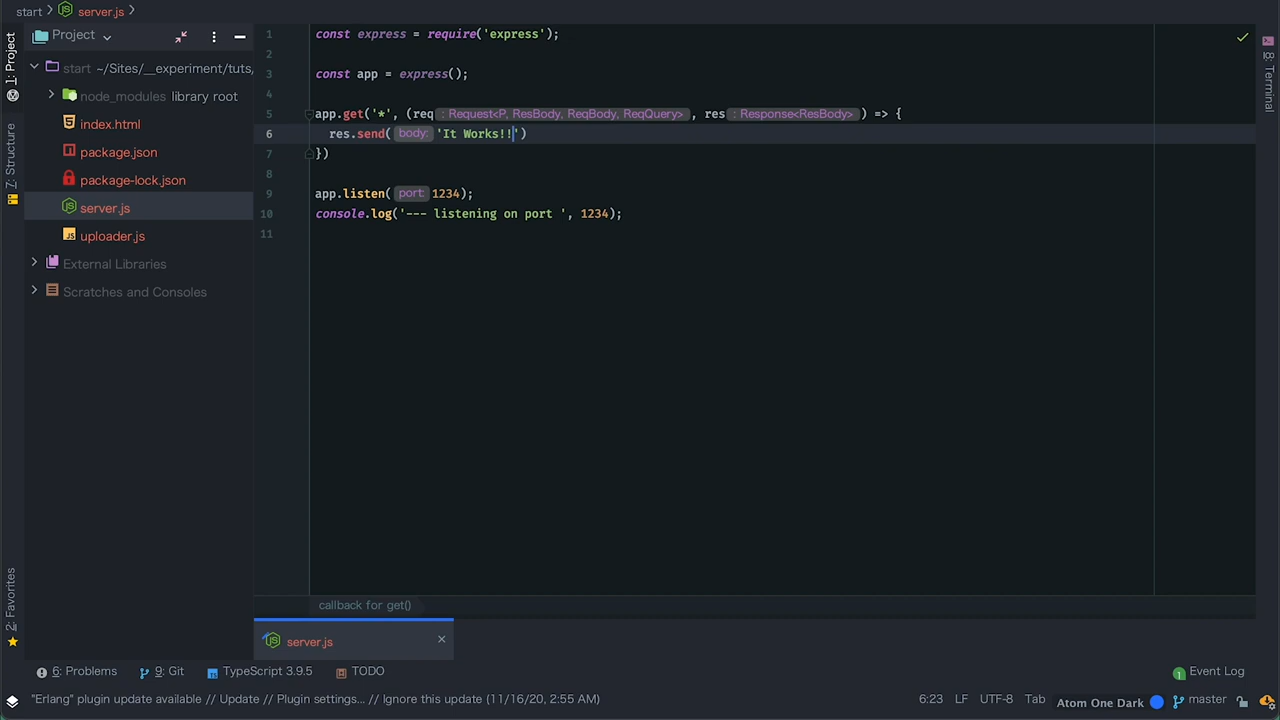 start > server.js >
Project
1: Project
start ~/Sites/__experiment/tuts,
node_modules library root
index.html
package.json
package-lock.json
server.js
uploader.js
External Libraries
Scratches and Consoles
7: Structure
2: Favorites
1 const express = require('express');
2
3 const app = express();
4
5 app.get('*', (req : Request<P, ResBody, ReqBody, ReqQuery> , res : Response<ResBody> ) => {
6 res.send( body: 'It Works!!')
7 })
8
9 app.listen( port: 1234);
10 console.log('--- listening on port ', 1234);
11
8: Terminal
callback for get()
server.js
6: Problems 9: Git TypeScript 3.9.5 TODO Event Log
"Erlang" plugin update available // Update // Plugin settings... // Ignore this update (11/16/20, 2:55 AM) 6:23 LF UTF-8 Tab Atom One Dark master